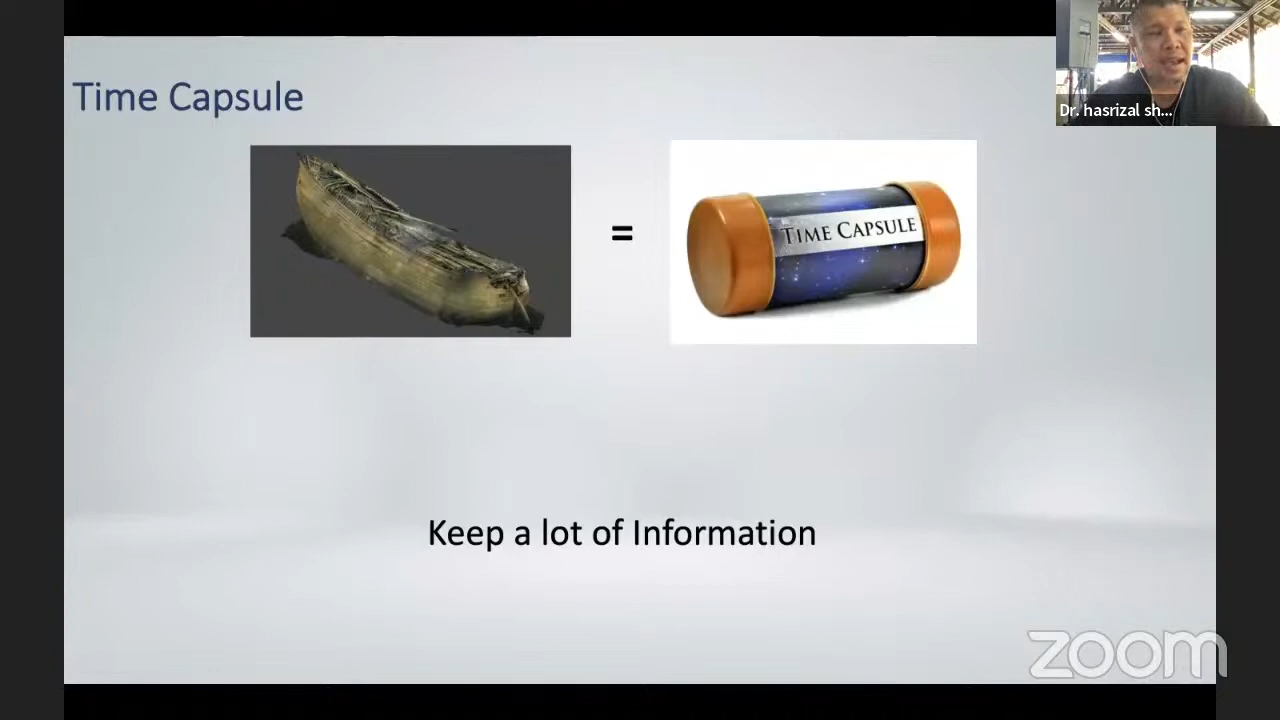 Time Capsule
Dr. hasrizal sh...
=
TIME CAPSULE
Keep a lot of Information
zoom